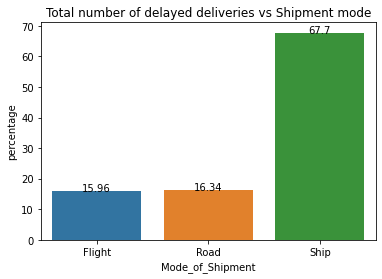 Total number of delayed deliveries vs Shipment mode
percentage
70
60
50
40
30
20
10
0
15.96
16.34
67.7
Flight Road Ship
Mode_of_Shipment